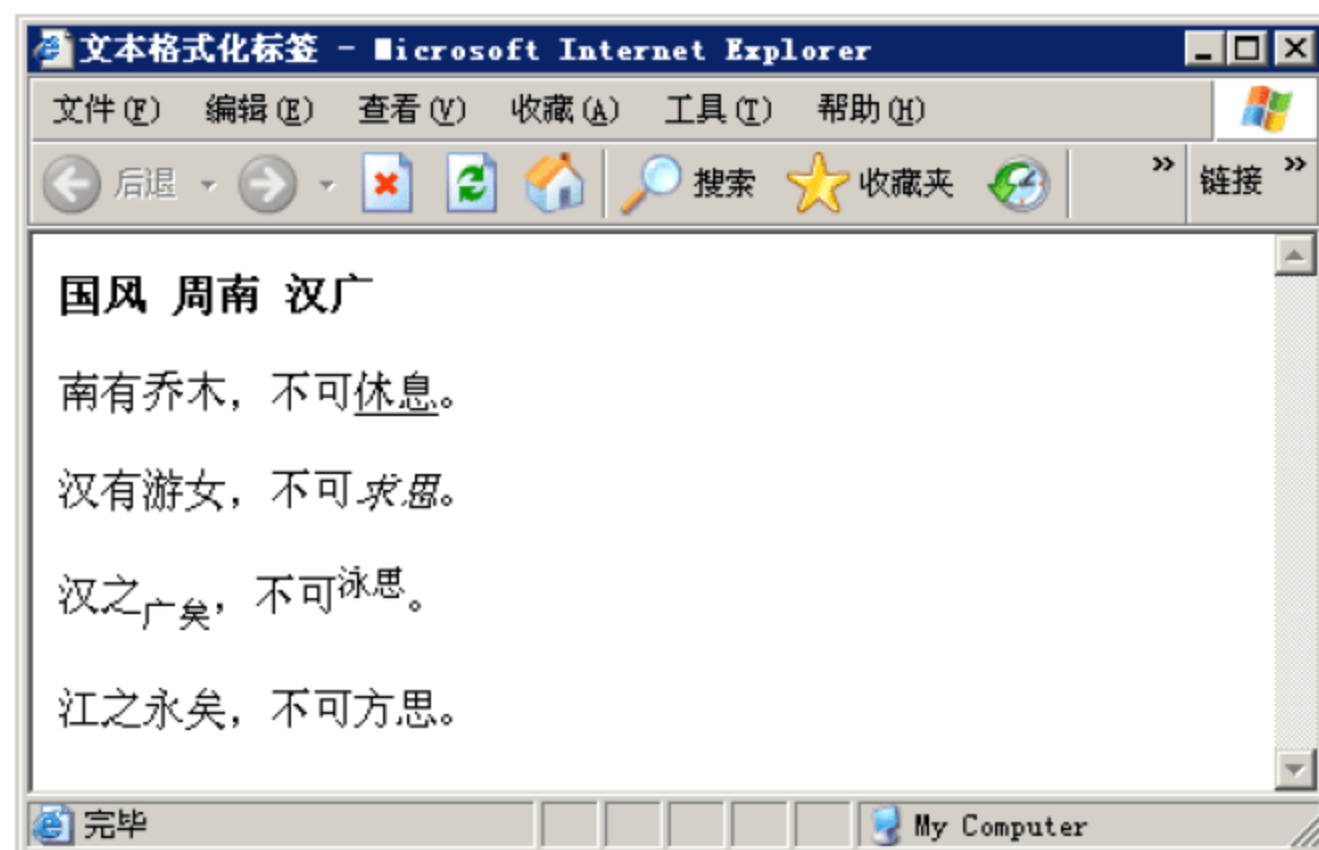 文本格式化标签 - Microsoft Internet Explorer
文件(F) 编辑(E) 查看(V) 收藏(A) 工具(T) 帮助(H)
后退 搜索 收藏夹 » 链接 »
国风 周南 汉广
南有乔木，不可休息。
汉有游女，不可求思。
汉之广矣，不可泳思。
江之永矣，不可方思。
完毕 My Computer